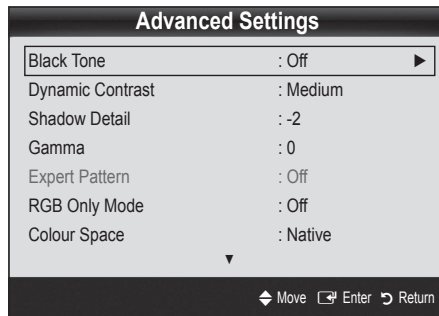 Advanced Settings
Black Tone : Off ►
Dynamic Contrast : Medium
Shadow Detail : -2
Gamma : 0
Expert Pattern : Off
RGB Only Mode : Off
Colour Space : Native
▼
Move Enter Return